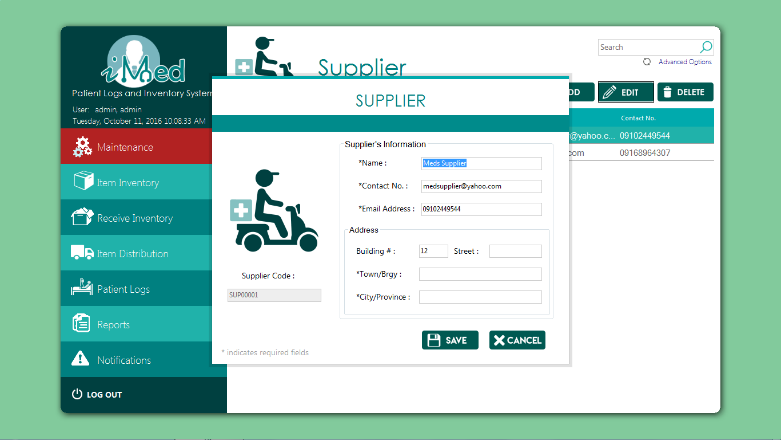 iMed
Patient Logs and Inventory System
User: admin, admin
Tuesday, October 11, 2016 10:08:33 AM
Maintenance
Item Inventory
Receive Inventory
Item Distribution
Patient Logs
Reports
Notifications
LOG OUT
Supplier
Search
Advanced Options
EDIT
DELETE
Contact No.
@yahoo.c... 09102449544
09168964307
SUPPLIER
Supplier's Information
*Name : Meds Supplier
*Contact No. : medsupplier@yahoo.com
*Email Address : 09102449544
Address
Building # : 12 Street :
*Town/Brgy :
*City/Province :
Supplier Code :
SUP00001
SAVE
CANCEL
* indicates required fields